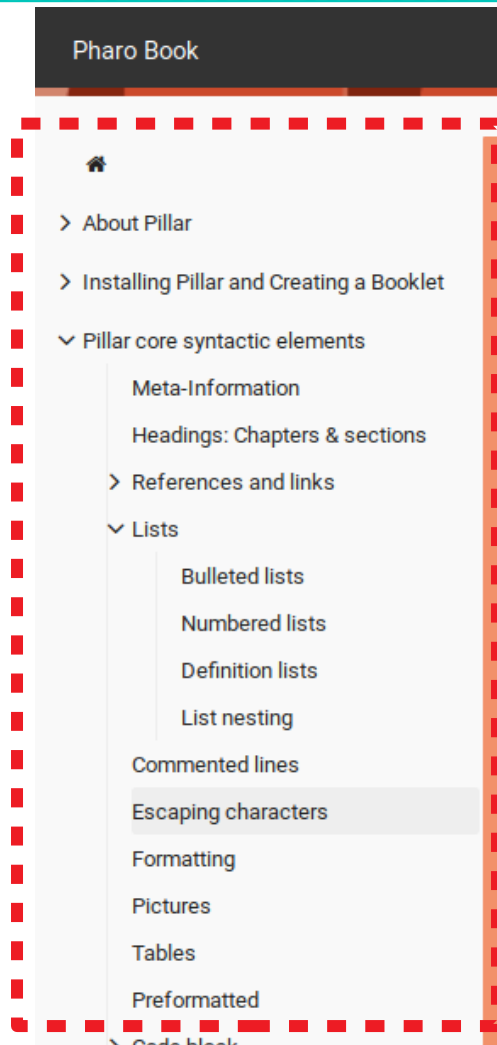 Pharo Book
About Pillar
Installing Pillar and Creating a Booklet
Pillar core syntactic elements
Meta-Information
Headings: Chapters & sections
References and links
Lists
Bulleted lists
Numbered lists
Definition lists
List nesting
Commented lines
Escaping characters
Formatting
Pictures
Tables
Preformatted
Code block